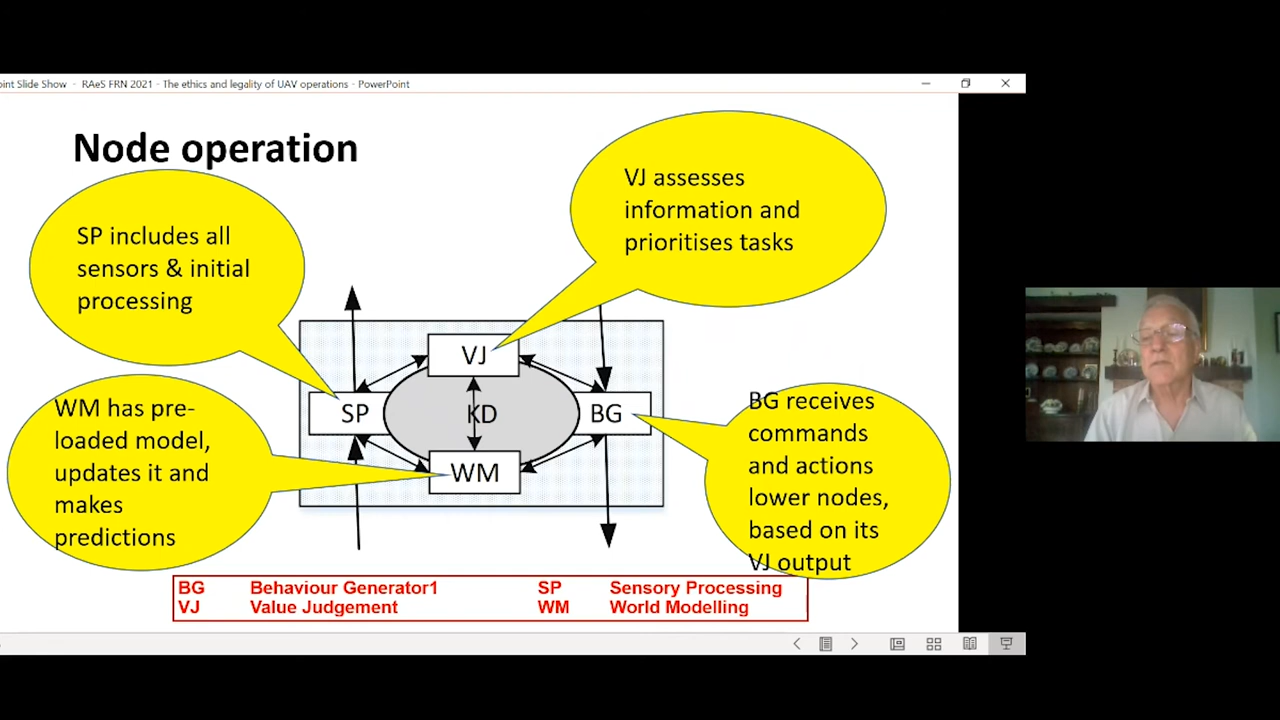 oint Slide Show - RAeS FRN 2021 - The ethics and legality of UAV operations - PowerPoint
Node operation
VJ assesses
information and
prioritises tasks
SP includes all
sensors & initial
processing
VJ
SP
KD
BG
WM
WM has pre-
loaded model,
updates it and
makes
predictions
BG receives
commands
and actions
lower nodes,
based on its
VJ output
BG Behaviour Generator1 SP Sensory Processing
VJ Value Judgement WM World Modelling